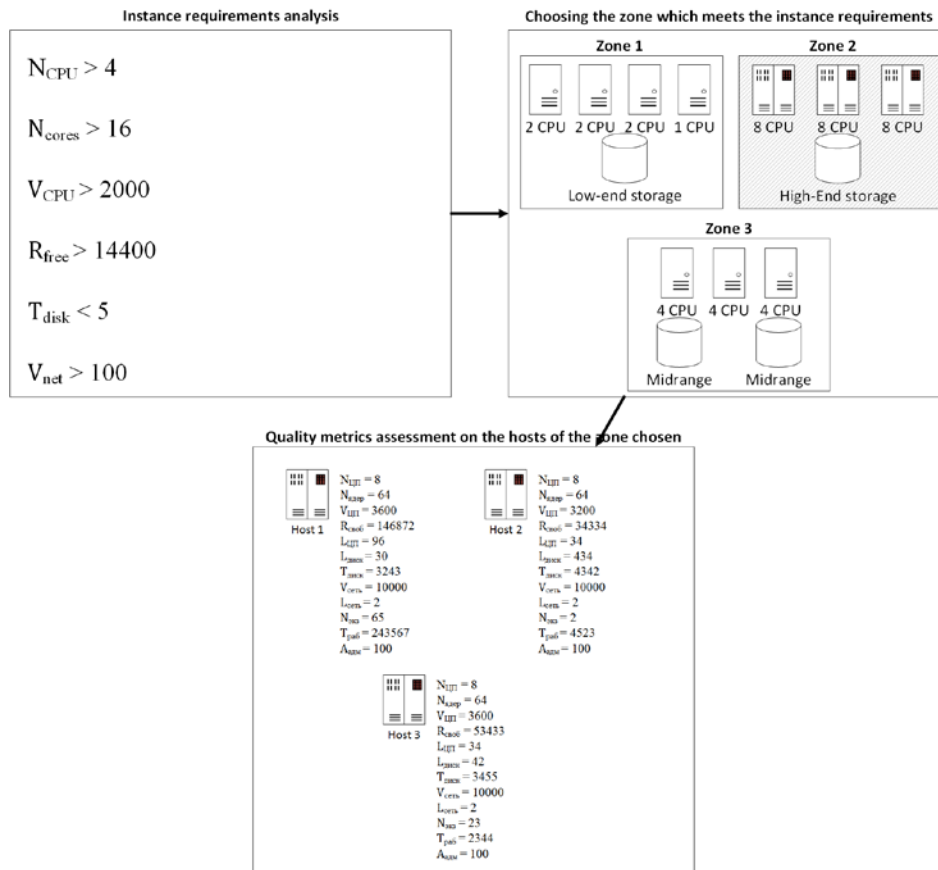 Instance requirements analysis
N_CPU > 4
N_cores > 16
V_CPU > 2000
R_free > 14400
T_disk < 5
V_net > 100
Choosing the zone which meets the instance requirements
Zone 1
2 CPU 2 CPU 2 CPU 1 CPU
Low-end storage
Zone 2
8 CPU 8 CPU 8 CPU
High-End storage
Zone 3
4 CPU 4 CPU 4 CPU
Midrange Midrange
Quality metrics assessment on the hosts of the zone chosen
Host 1
N_ЦП = 8
N_ядер = 64
V_ЦП = 3600
R_своб = 146872
L_ЦП = 96
L_диск = 30
T_диск = 3243
V_сеть = 10000
L_сеть = 2
N_экз = 65
T_раб = 243567
A_адм = 100
Host 2
N_ЦП = 8
N_ядер = 64
V_ЦП = 3200
R_своб = 34334
L_ЦП = 34
L_диск = 434
T_диск = 4342
V_сеть = 10000
L_сеть = 2
N_экз = 2
T_раб = 4523
A_адм = 100
Host 3
N_ЦП = 8
N_ядер = 64
V_ЦП = 3600
R_своб = 53433
L_ЦП = 34
L_диск = 42
T_диск = 3455
V_сеть = 10000
L_сеть = 2
N_экз = 23
T_раб = 2344
A_адм = 100